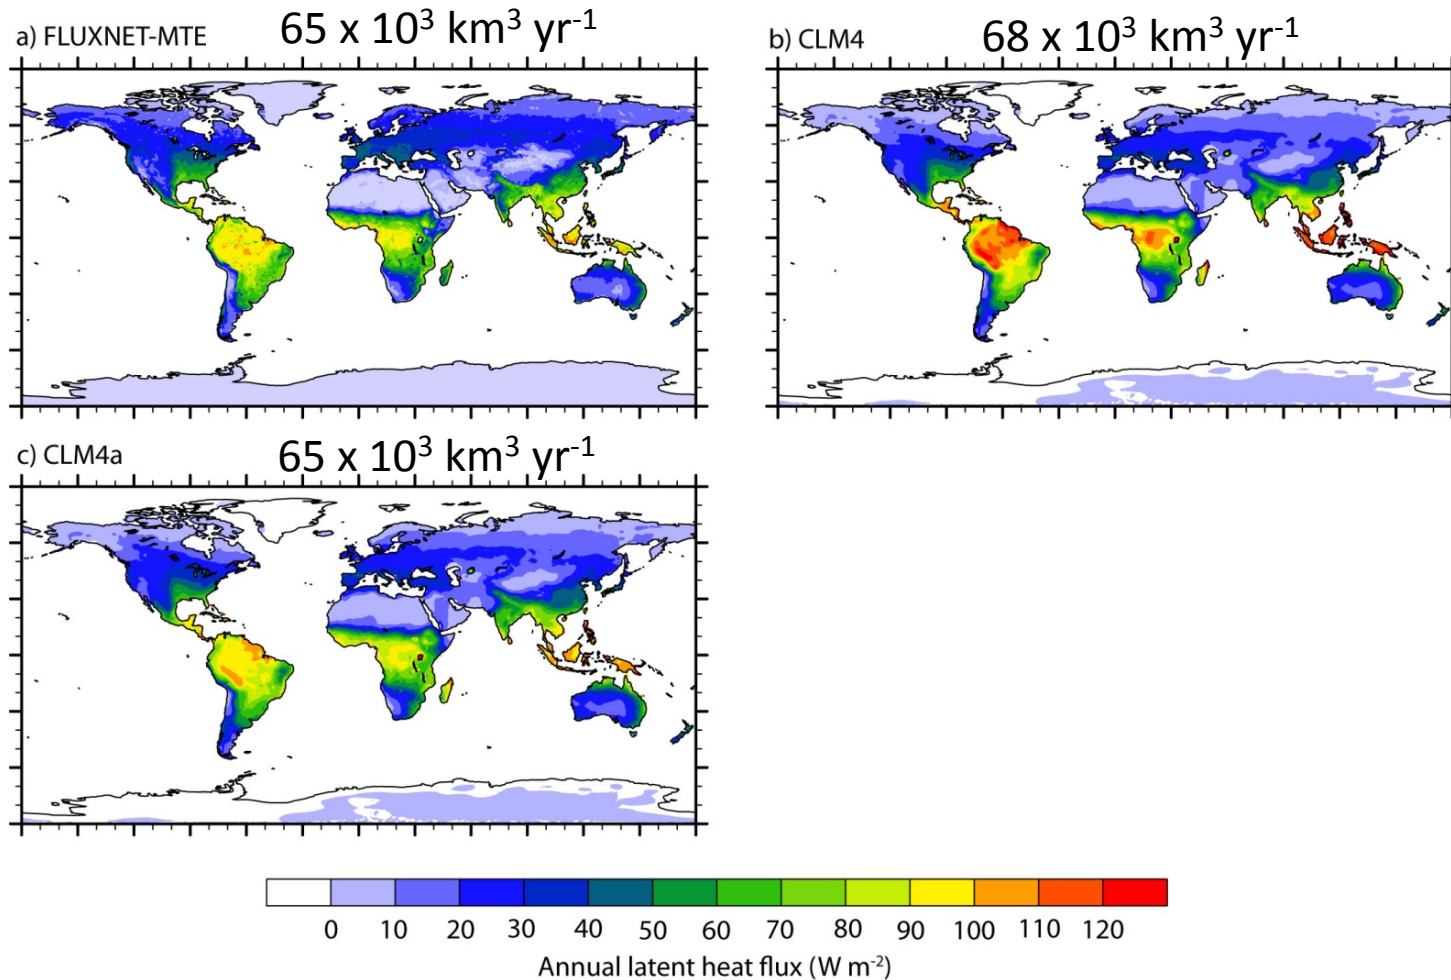 a) FLUXNET-MTE 65 x 10³ km³ yr⁻¹
b) CLM4 68 x 10³ km³ yr⁻¹
c) CLM4a 65 x 10³ km³ yr⁻¹
0 10 20 30 40 50 60 70 80 90 100 110 120
Annual latent heat flux (W m⁻²)